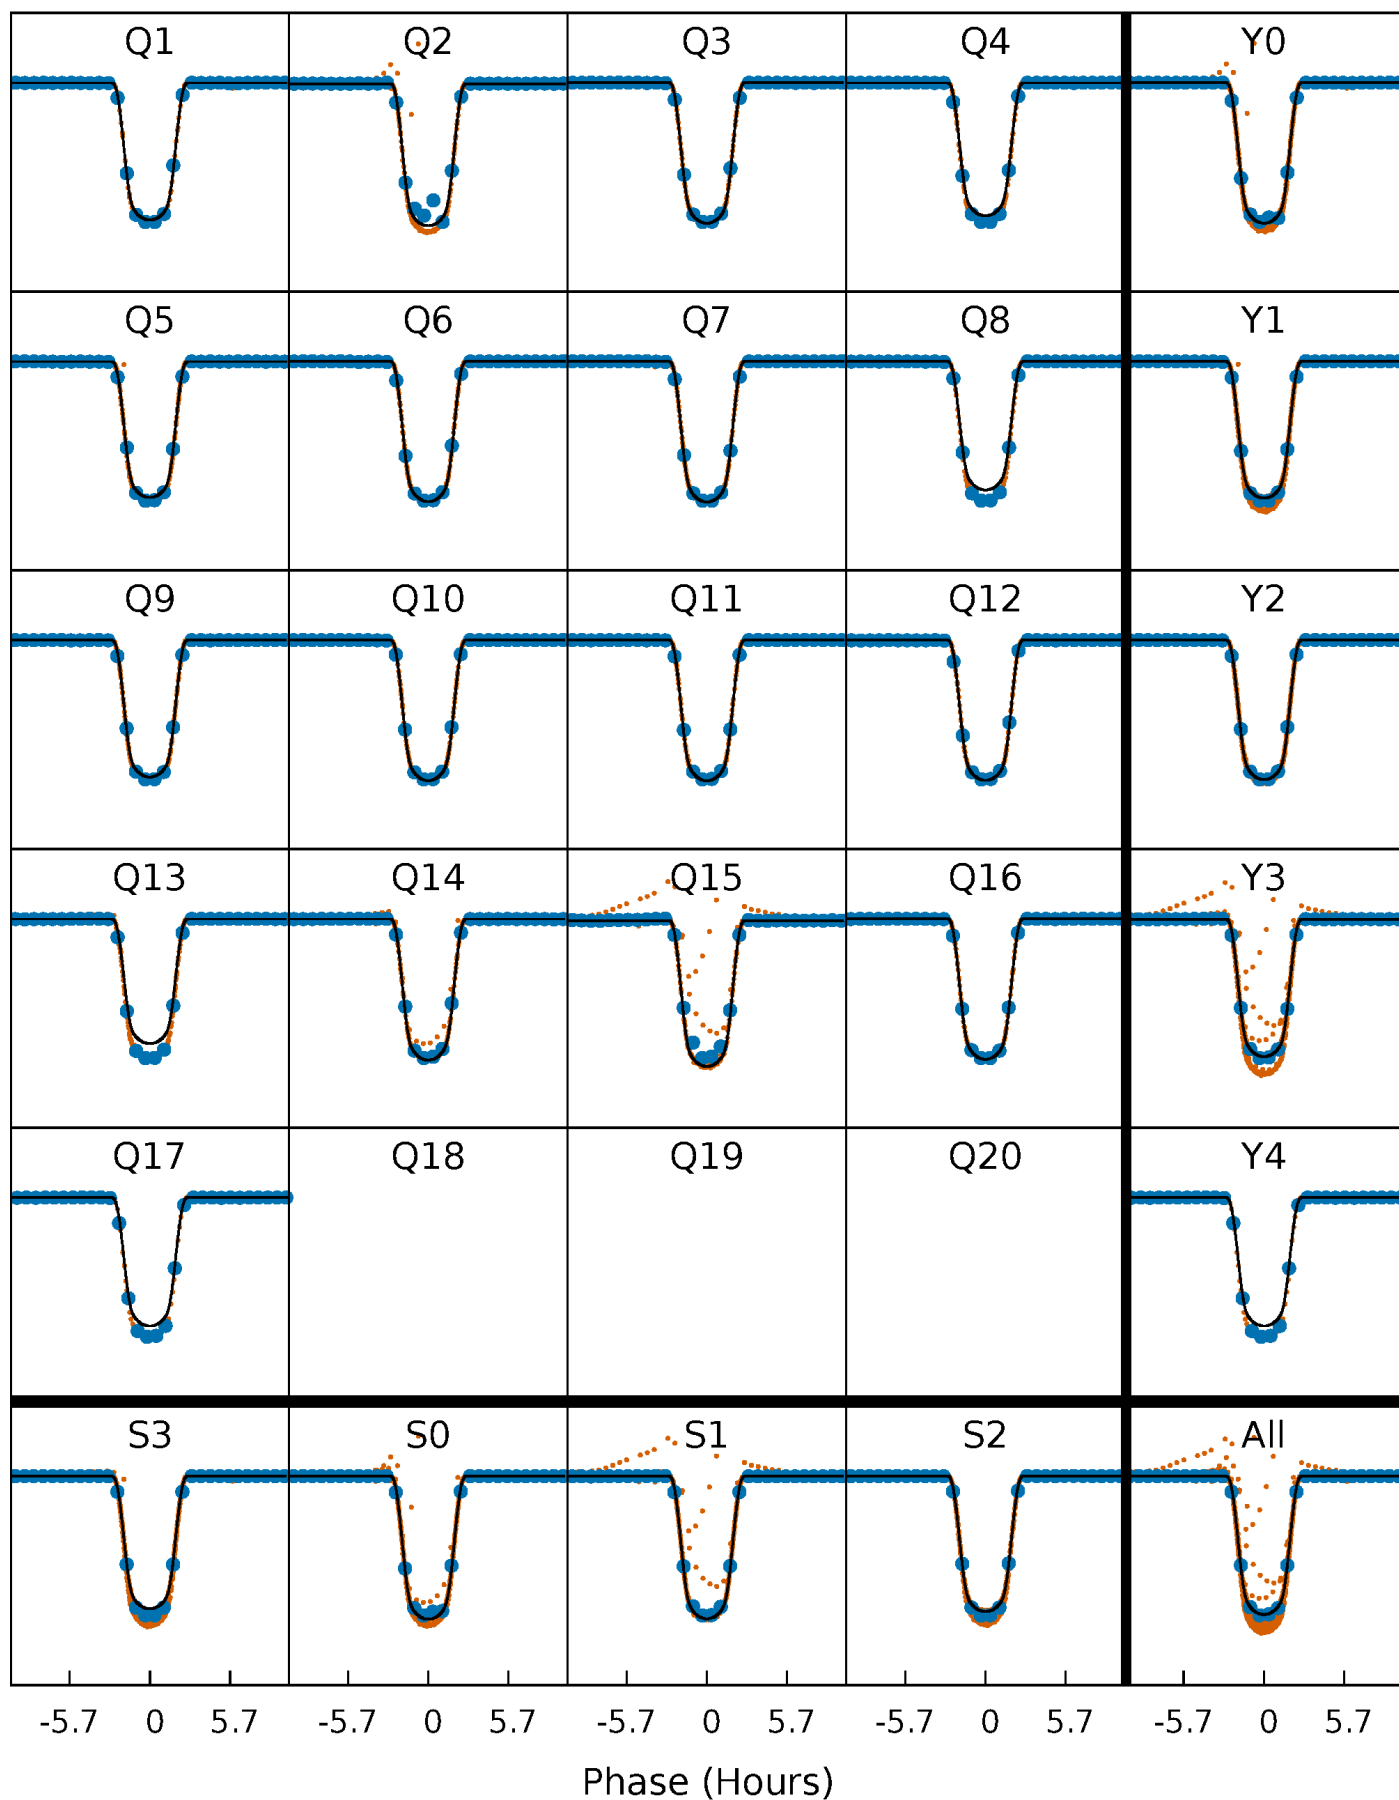 Q1 Q2 Q3 Q4 Y0
Q5 Q6 Q7 Q8 Y1
Q9 Q10 Q11 Q12 Y2
Q13 Q14 Q15 Q16 Y3
Q17 Q18 Q19 Q20 Y4
S3 S0 S1 S2 All
-5.7 0 5.7 -5.7 0 5.7 -5.7 0 5.7 -5.7 0 5.7 -5.7 0 5.7
Phase (Hours)